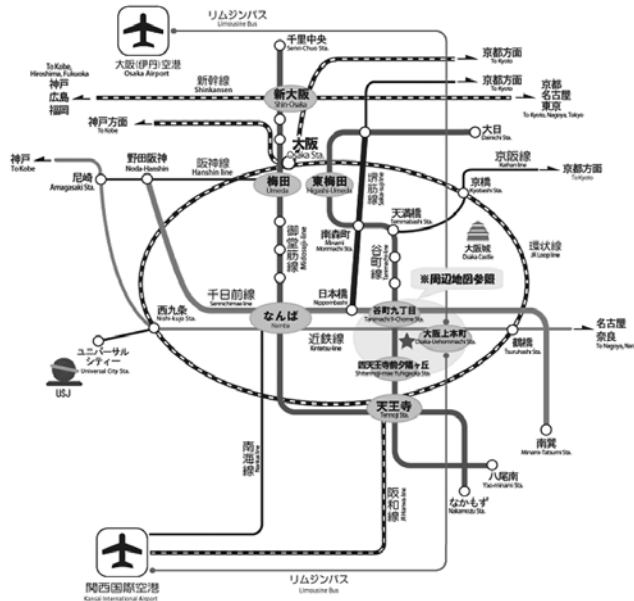 リムジンバス
Limousine Bus
大阪(伊丹)空港
Osaka Airport
千里中央
Senri-Chuo Sta.
京都方面
To Kyoto
To Kobe,
Hiroshima, Fukuoka
神戸
広島
福岡
新幹線
Shinkansen
新大阪
Shin-Osaka
京都方面
To Kyoto
京都
名古屋
東京
To Kyoto, Nagoya, Tokyo
神戸方面
To Kobe
大阪
Osaka Sta.
大日
Dainichi Sta.
神戸
To Kobe
野田阪神
Noda-Hanshin
阪神線
Hanshin line
尼崎
Amagasaki Sta.
梅田
Umeda
東梅田
Higashi-Umeda
堺筋線
京阪線
Keihan line
京都方面
To Kyoto
京橋
Kyobashi Sta.
天満橋
Temmabashi Sta.
南森町
Minami
Morimachi Sta.
大阪城
Osaka Castle
御堂筋線
Midosuji-line
谷町線
環状線
JR Loop line
※周辺地図参照
千日前線
Sennichimae line
日本橋
Nippombashi
谷町九丁目
Tanimachi 9-Chome Sta.
西九条
Nishi-kujo Sta.
なんば
Namba
近鉄線
Kintetsu-line
大阪上本町
Osaka-Uehommachi Sta.
鶴橋
Tsuruhashi Sta.
名古屋
奈良
To Nagoya, Nara
ユニバーサル
シティー
Universal City Sta.
USJ
四天王寺前夕陽ヶ丘
Shitennoji-mae Yuhigaoka Sta.
天王寺
Tennoji Sta.
南海線
Nankai line
阪和線
JR Hanwa line
南巽
Minami-Tatsumi Sta.
八尾南
Yao-minami Sta.
なかもず
Nakamozu Sta.
関西国際空港
Kansai International Airport
リムジンバス
Limousine Bus